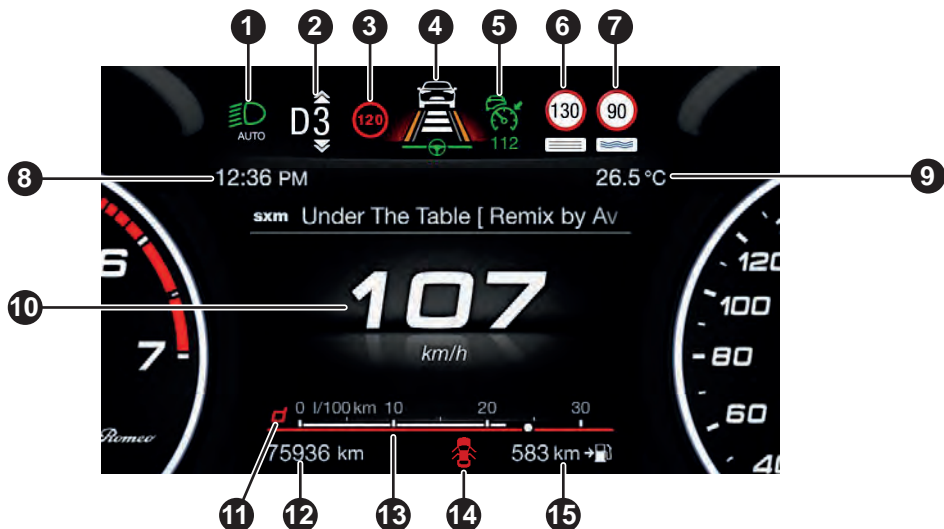 1 2 3 4 5 6 7
AUTO D3 120 112 130 90
8 12:36 PM 26.5 °C 9
sxm Under The Table [ Remix by Av
6 120
10 107 100
7 km/h 80
0 l/100 km 10 20 30 60
Romeo
75936 km 583 km 40
11 12 13 14 15